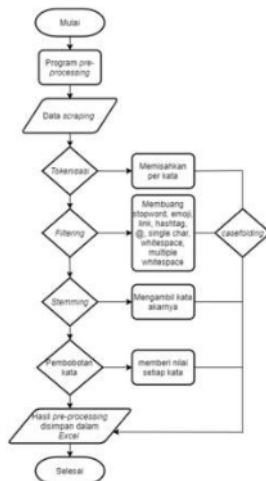 Mulai
Program pre-
processing
Data scraping
Tokenisasi
Memisahkan
per kata
Filtering
Membuang
stopword, emoji,
link, hashtag,
@, single char,
whitespace,
multiple
whitespace
casefolding
Stemming
Mengambil kata
akarnya
Pembobotan
kata
memberi nilai
setiap kata
Hasil pre-processing
disimpan dalam
Excel
Selesai